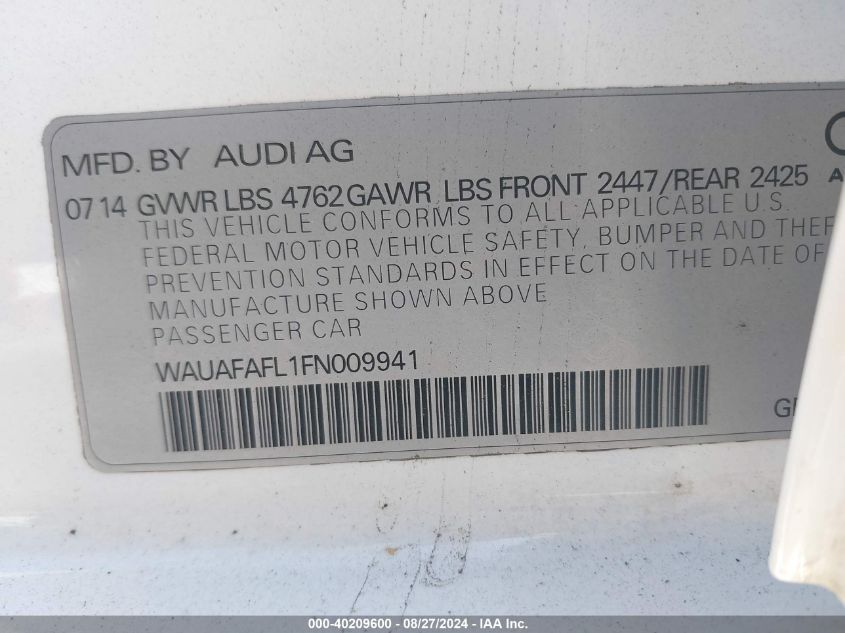 MFD. BY AUDI AG
07 14 GVWR LBS 4762 GAWR LBS FRONT 2447/REAR 2425
THIS VEHICLE CONFORMS TO ALL APPLICABLE U.S.
FEDERAL MOTOR VEHICLE SAFETY, BUMPER AND THEF
PREVENTION STANDARDS IN EFFECT ON THE DATE OF
MANUFACTURE SHOWN ABOVE
PASSENGER CAR
WAUAFAFL1FN009941
000-40209600 - 08/27/2024 - IAA Inc.